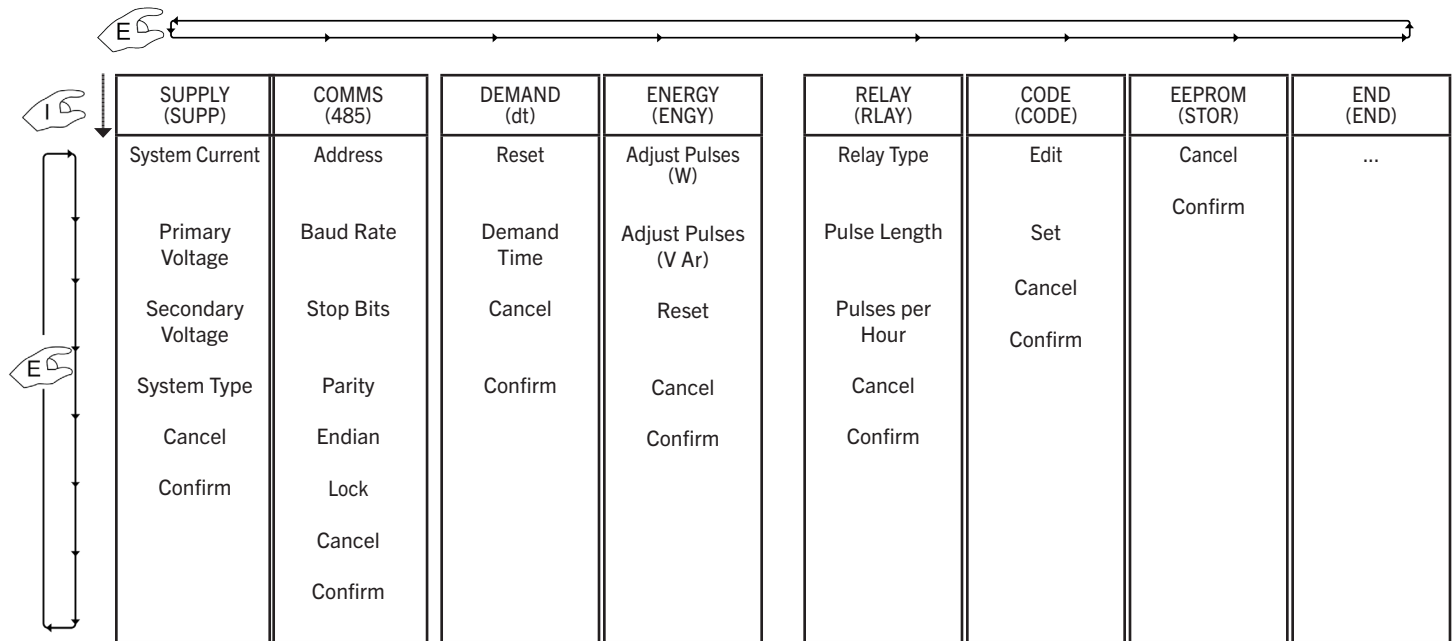 E
I
SUPPLY
(SUPP)
COMMS
(485)
DEMAND
(dt)
ENERGY
(ENGY)
RELAY
(RLAY)
CODE
(CODE)
EEPROM
(STOR)
END
(END)
System Current
Primary
Voltage
Secondary
Voltage
System Type
Cancel
Confirm
Address
Baud Rate
Stop Bits
Parity
Endian
Lock
Cancel
Confirm
Reset
Demand
Time
Cancel
Confirm
Adjust Pulses
(W)
Adjust Pulses
(V Ar)
Reset
Cancel
Confirm
Relay Type
Pulse Length
Pulses per
Hour
Cancel
Confirm
Edit
Set
Cancel
Confirm
Cancel
Confirm
...
E